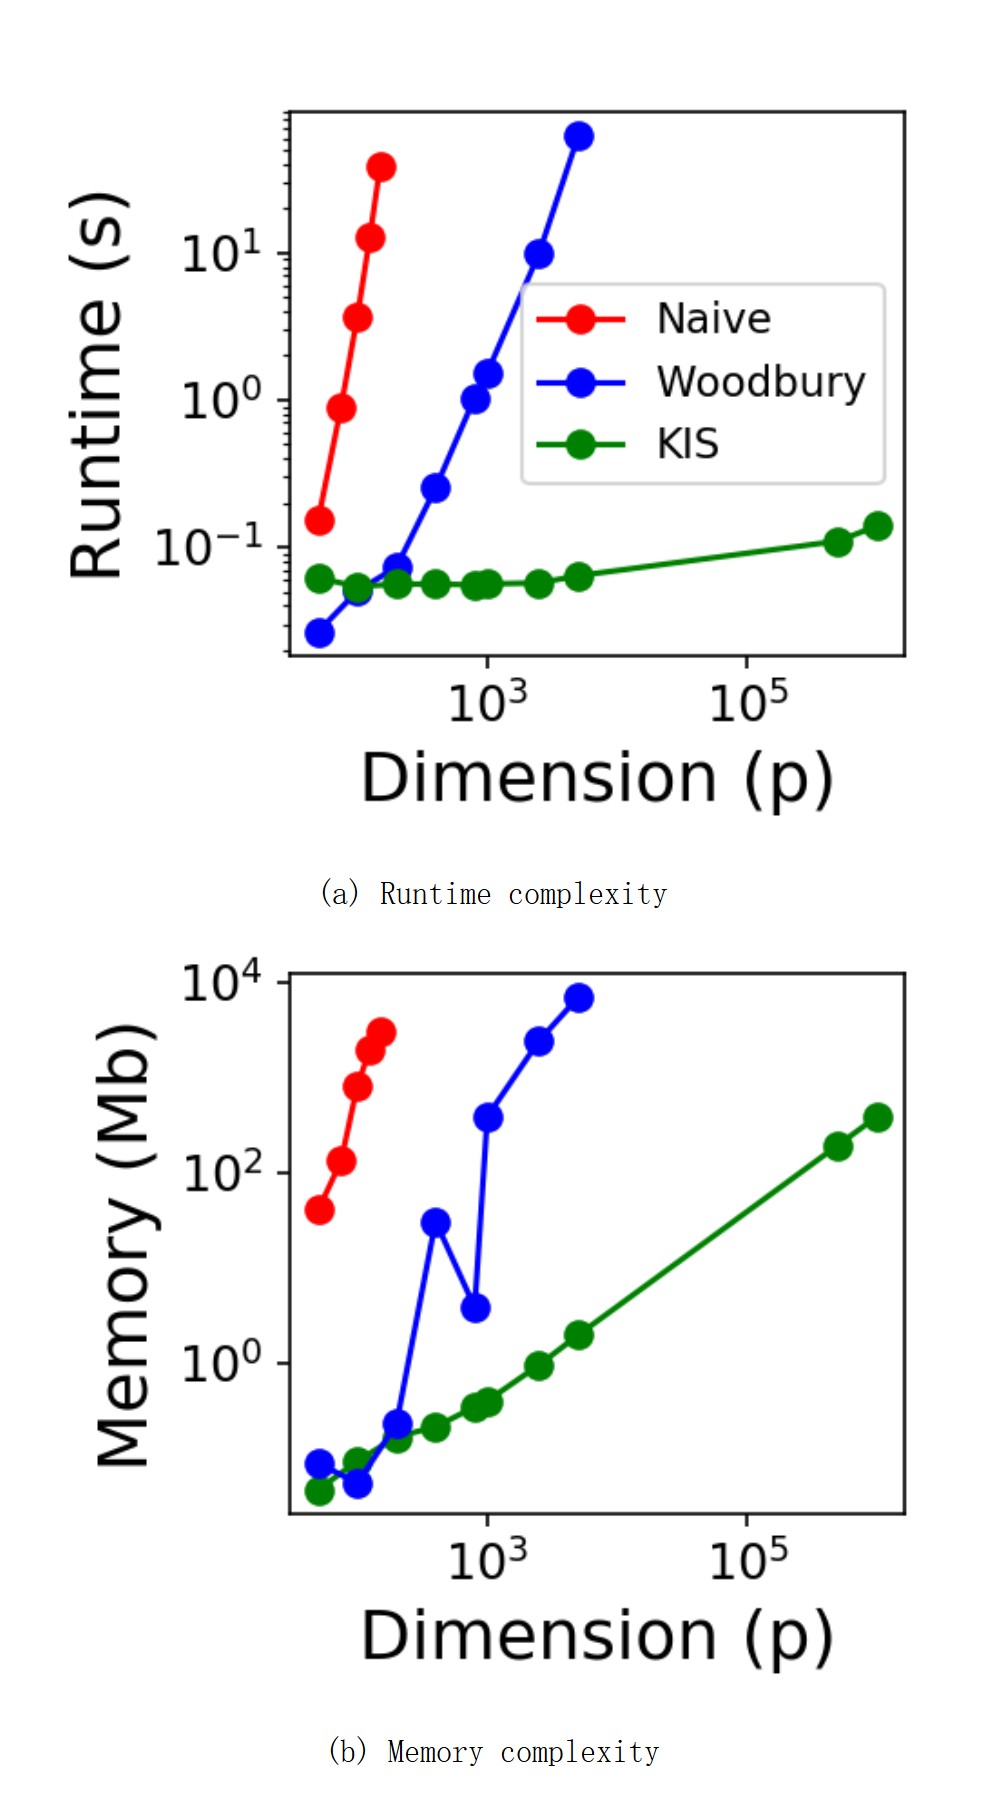 Runtime (s)
10¹
10⁰
10⁻¹
Naive
Woodbury
KIS
10³ 10⁵
Dimension (p)
(a) Runtime complexity
Memory (Mb)
10⁴
10²
10⁰
10³ 10⁵
Dimension (p)
(b) Memory complexity